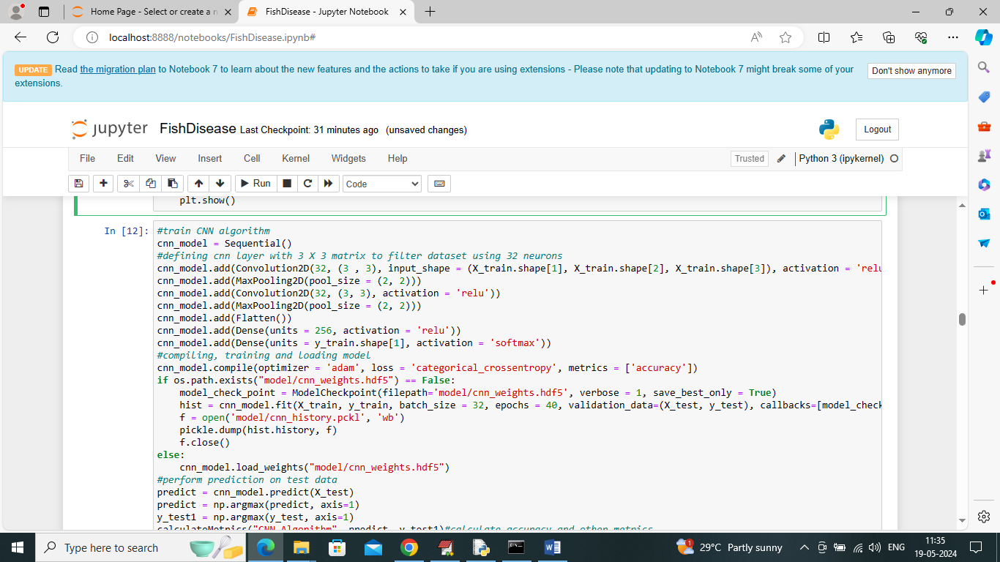 Home Page - Select or create a n
FishDisease - Jupyter Notebook
localhost:8888/notebooks/FishDisease.ipynb#
UPDATE Read the migration plan to Notebook 7 to learn about the new features and the actions to take if you are using extensions - Please note that updating to Notebook 7 might break some of your
extensions.
Don't show anymore
jupyter FishDisease Last Checkpoint: 31 minutes ago (unsaved changes)
Logout
File Edit View Insert Cell Kernel Widgets Help
Trusted
Python 3 (ipykernel)
Run
Code
plt.show()
In [12]:
#train CNN algorithm
cnn_model = Sequential()
#defining cnn layer with 3 X 3 matrix to filter dataset using 32 neurons
cnn_model.add(Convolution2D(32, (3 , 3), input_shape = (X_train.shape[1], X_train.shape[2], X_train.shape[3]), activation = 'relu
cnn_model.add(MaxPooling2D(pool_size = (2, 2)))
cnn_model.add(Convolution2D(32, (3, 3), activation = 'relu'))
cnn_model.add(MaxPooling2D(pool_size = (2, 2)))
cnn_model.add(Flatten())
cnn_model.add(Dense(units = 256, activation = 'relu'))
cnn_model.add(Dense(units = y_train.shape[1], activation = 'softmax'))
#compiling, training and loading model
cnn_model.compile(optimizer = 'adam', loss = 'categorical_crossentropy', metrics = ['accuracy'])
if os.path.exists("model/cnn_weights.hdf5") == False:
    model_check_point = ModelCheckpoint(filepath='model/cnn_weights.hdf5', verbose = 1, save_best_only = True)
    hist = cnn_model.fit(X_train, y_train, batch_size = 32, epochs = 40, validation_data=(X_test, y_test), callbacks=[model_check
    f = open('model/cnn_history.pckl', 'wb')
    pickle.dump(hist.history, f)
    f.close()
else:
    cnn_model.load_weights("model/cnn_weights.hdf5")
#perform prediction on test data
predict = cnn_model.predict(X_test)
predict = np.argmax(predict, axis=1)
y_test1 = np.argmax(y_test, axis=1)
calculateMetrics("CNN Algorithm", predict, y_test1)#calculate accuracy and other metrics
Type here to search
1
29°C Partly sunny
ENG
11:35
19-05-2024